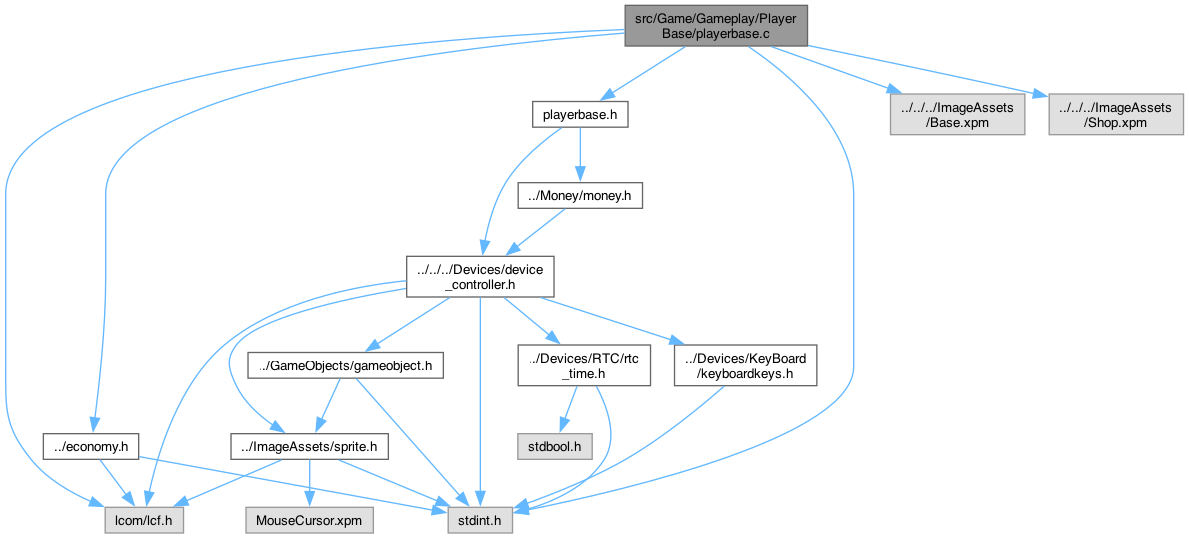 src/Game/Gameplay/Player
Base/playerbase.c
../../../ImageAssets
/Base.xpm
../../../ImageAssets
/Shop.xpm
playerbase.h
../Money/money.h
../../../Devices/device
_controller.h
../GameObjects/gameobject.h
../Devices/RTC/rtc
_time.h
../Devices/KeyBoard
/keyboardkeys.h
../economy.h
../ImageAssets/sprite.h
stdbool.h
lcom/lcf.h
MouseCursor.xpm
stdint.h